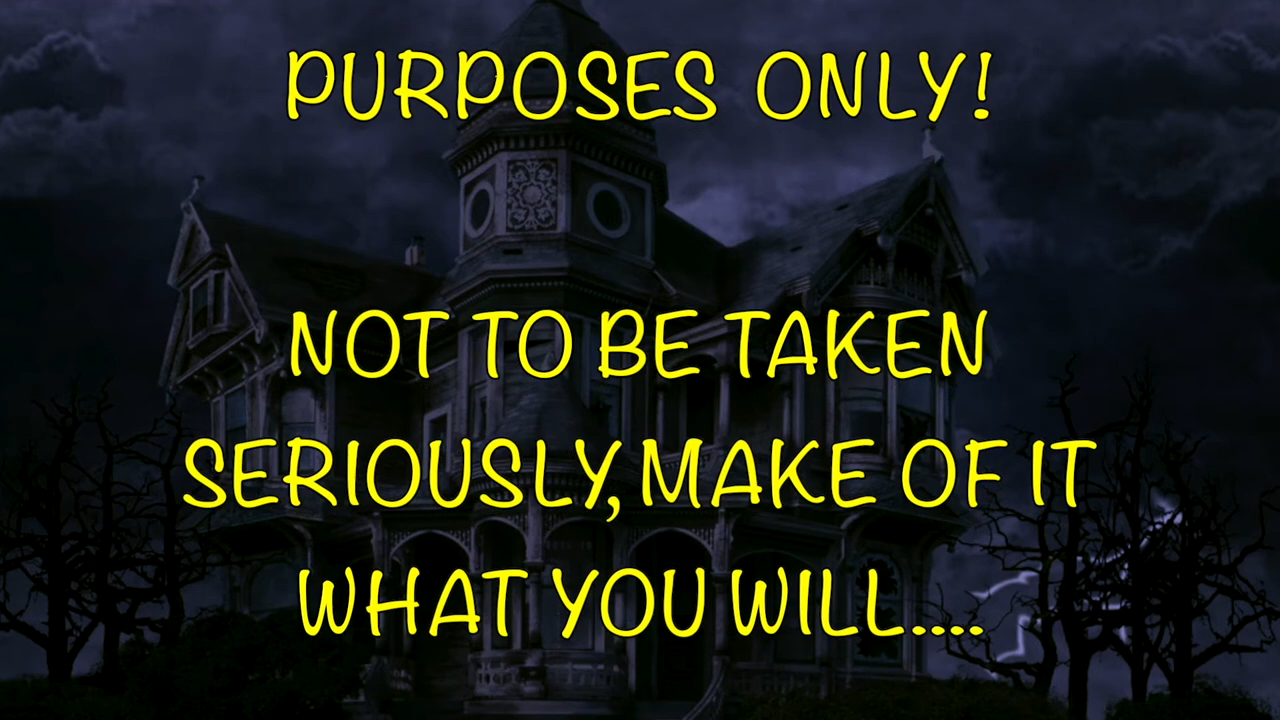 PURPOSES ONLY!
NOT TO BE TAKEN
SERIOUSLY, MAKE OF IT
WHAT YOU WILL....